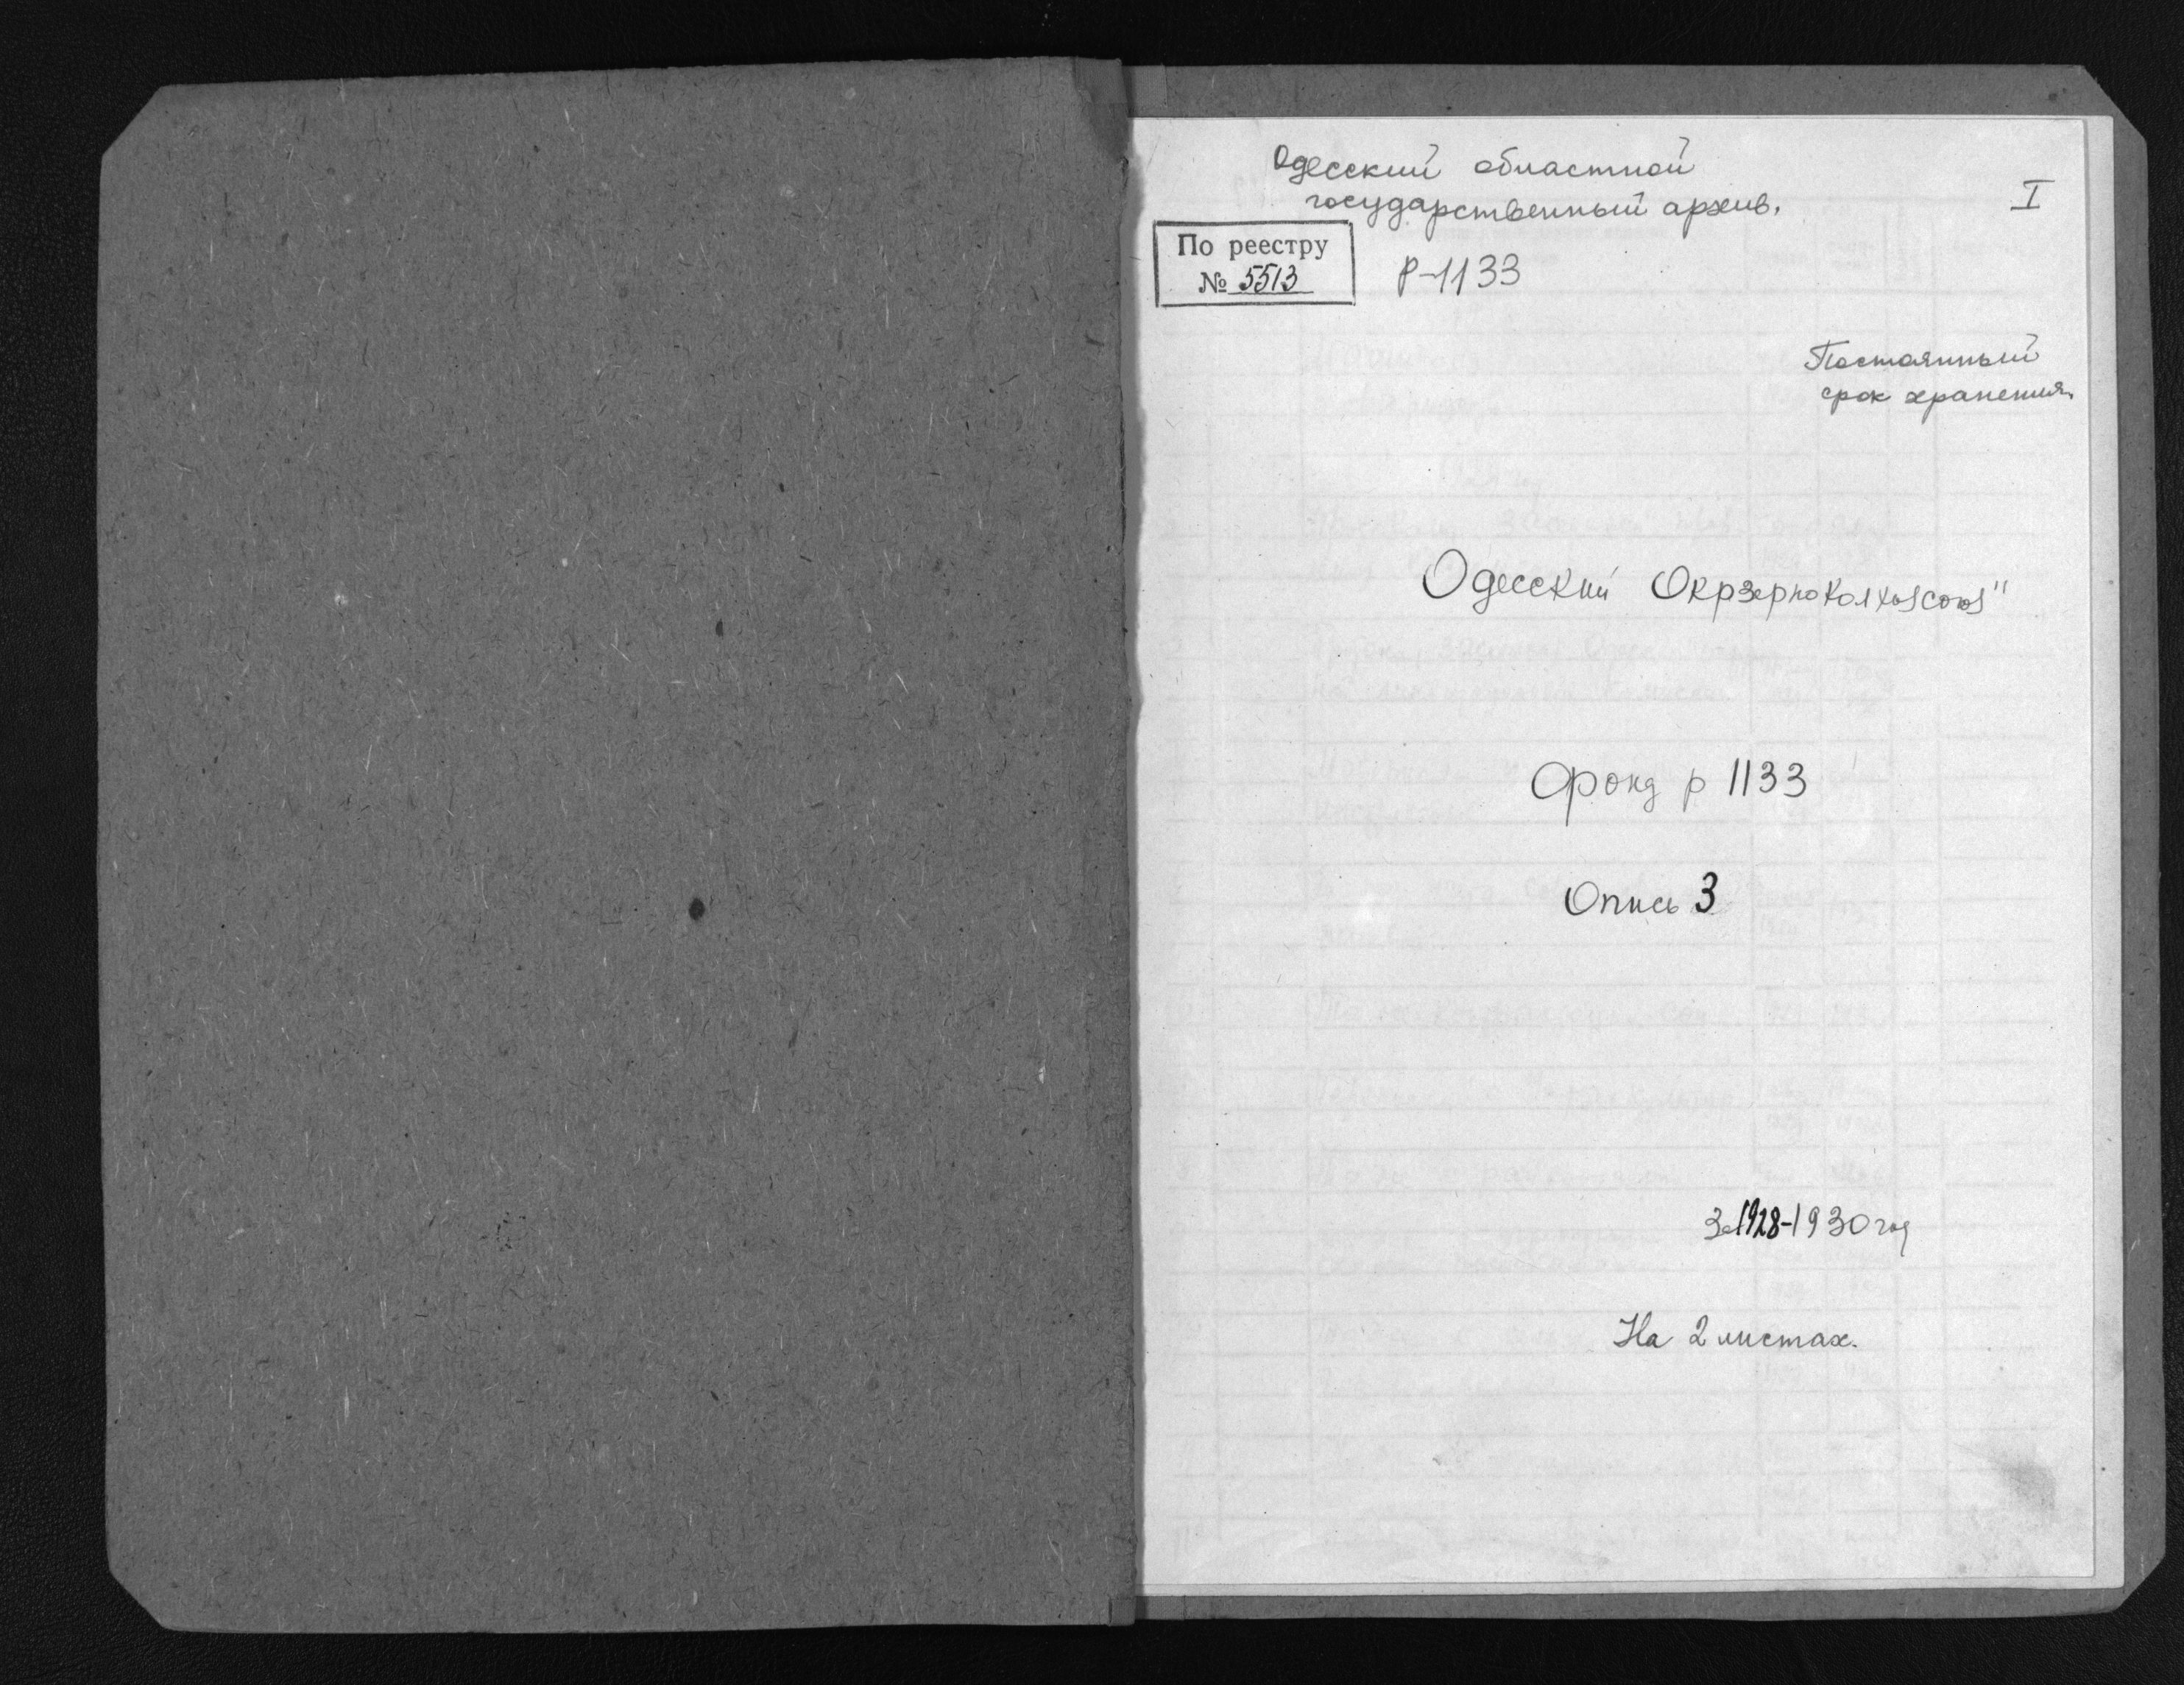 Одесский областной
государственный архив.
I
По реестру
№ 5513
Р-1133
Постоянный
срок хранения.
Одесский Окрзерноколхозсоюз"
Фонд р 1133
Опись 3
За 1928-1930 год
На 2 листах.